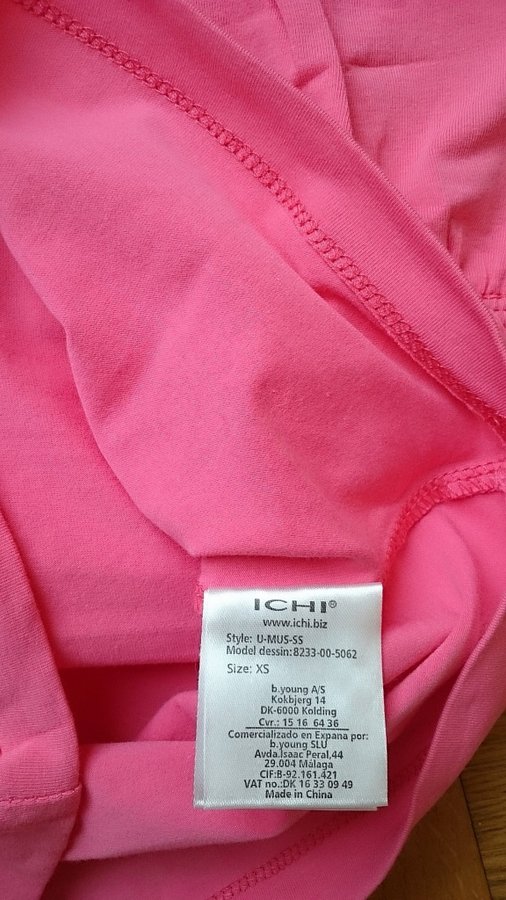 ICHI®
www.ichi.biz
Style: U-MUS-SS
Model dessin:8233-00-5062
Size: XS
b.young A/S
Kokbjerg 14
DK-6000 Kolding
Cvr.: 15 16 64 36
Comercializado en Espana por:
b.young SLU
Avda.Isaac Peral,44
29.004 Málaga
CIF:B-92.161.421
VAT no.:DK 16 33 09 49
Made in China